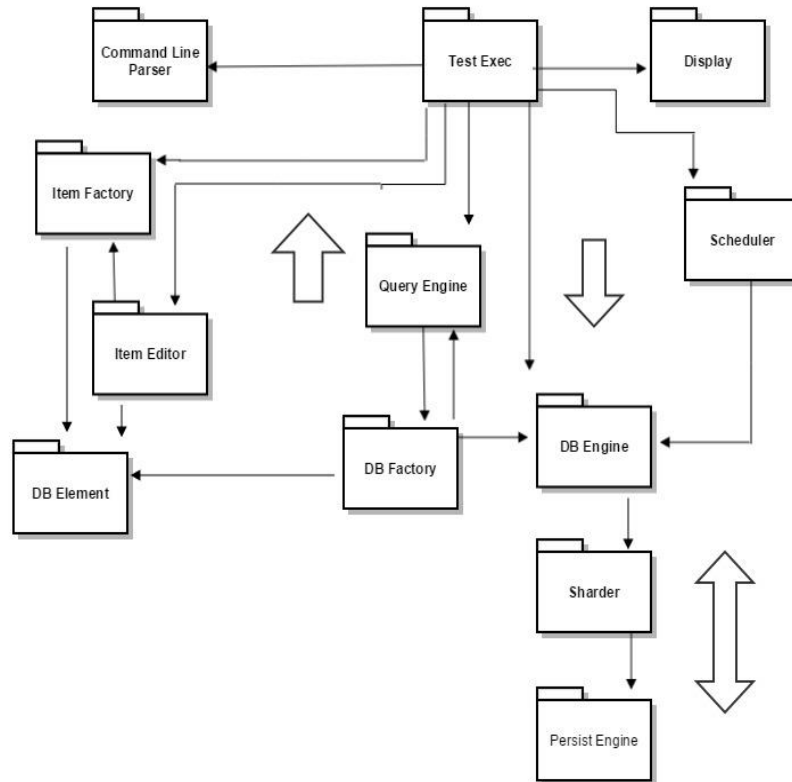 Command Line
Parser
Test Exec
Display
Item Factory
Scheduler
Query Engine
Item Editor
DB Element
DB Factory
DB Engine
Sharder
Persist Engine